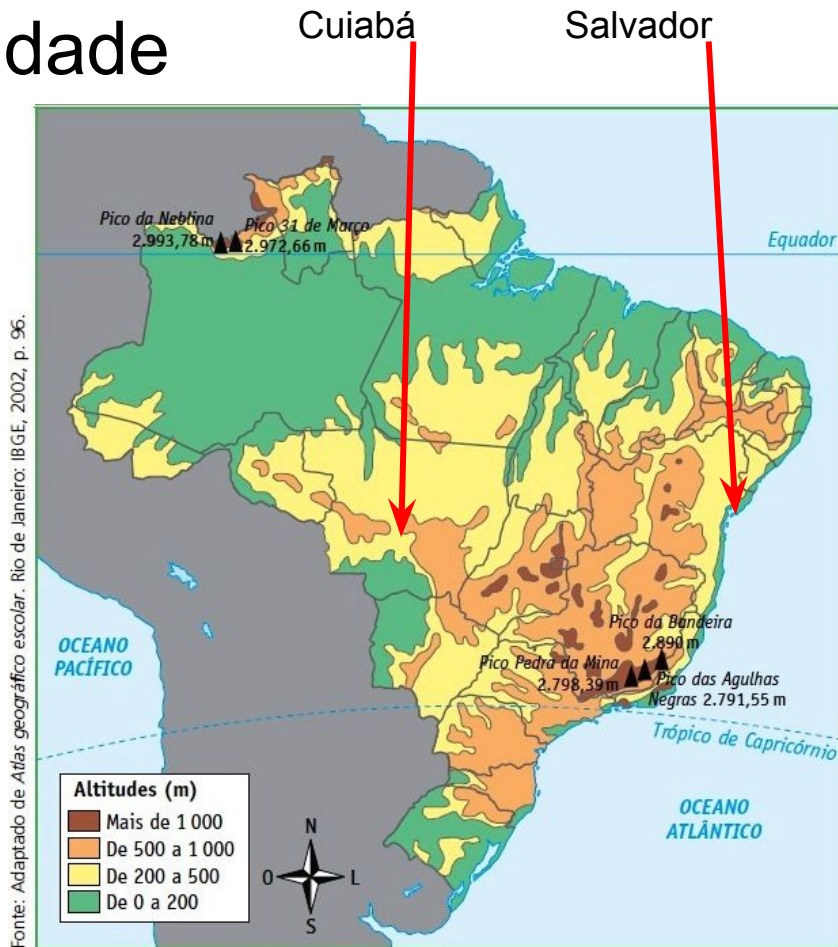 Cuiabá
Salvador
dade
Pico da Neblina
2.993,78 m
Pico 31 de Março
2.972,66 m
Equador
Fonte: Adaptado de Atlas geográfico escolar. Rio de Janeiro: IBGE, 2002, p. 96.
OCEANO
PACÍFICO
Pico da Bandeira
2.890 m
Pico Pedra da Mina
2.798,39 m
Pico das Agulhas
Negras 2.791,55 m
Trópico de Capricórnio
OCEANO
ATLÂNTICO
Altitudes (m)
Mais de 1 000
De 500 a 1 000
De 200 a 500
De 0 a 200
N
O
L
S